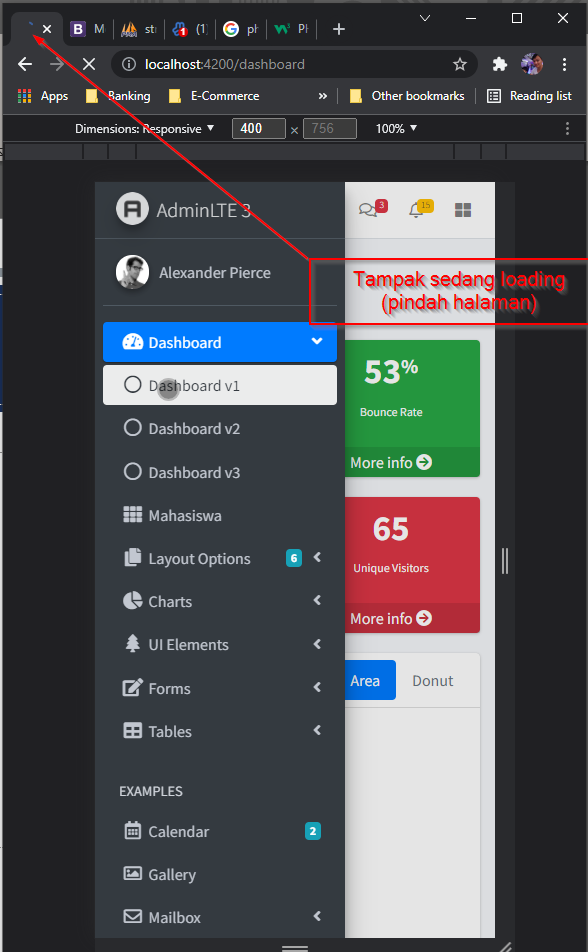 M
sti
(1)
ph
Ph
localhost:4200/dashboard
Apps
Banking
E-Commerce
»
Other bookmarks
Reading list
Dimensions: Responsive
400
×
756
100%
AdminLTE 3
3
15
Alexander Pierce
Tampak sedang loading
(pindah halaman)
Dashboard
Dashboard v1
53%
Bounce Rate
Dashboard v2
More info
Dashboard v3
Mahasiswa
65
Layout Options
6
Unique Visitors
Charts
More info
UI Elements
Forms
Area
Donut
Tables
EXAMPLES
Calendar
2
Gallery
Mailbox